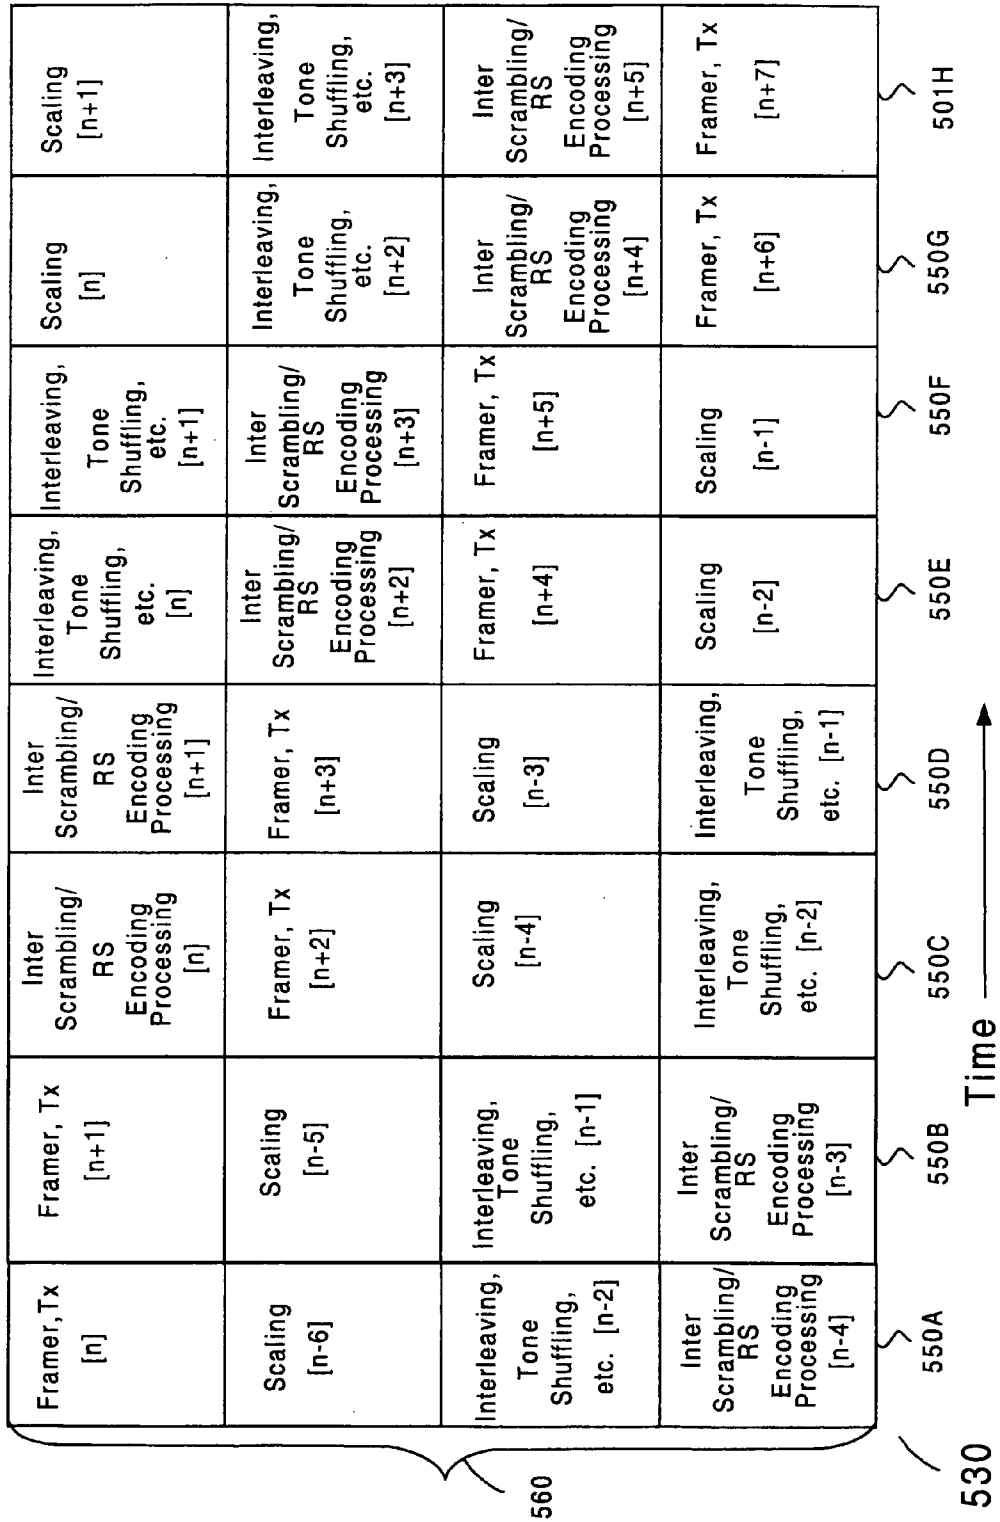 Framer,Tx
[n]
Framer, Tx
[n+1]
Inter
Scrambling/
RS
Encoding
Processing
[n]
Inter
Scrambling/
RS
Encoding
Processing
[n+1]
Interleaving,
Tone
Shuffling,
etc.
[n]
Interleaving,
Tone
Shuffling,
etc.
[n+1]
Scaling
[n]
Scaling
[n+1]
Scaling
[n-6]
Scaling
[n-5]
Framer, Tx
[n+2]
Framer, Tx
[n+3]
Inter
Scrambling/
RS
Encoding
Processing
[n+2]
Inter
Scrambling/
RS
Encoding
Processing
[n+3]
Interleaving,
Tone
Shuffling,
etc.
[n+2]
Interleaving,
Tone
Shuffling,
etc.
[n+3]
Interleaving,
Tone
Shuffling,
etc. [n-2]
Interleaving,
Tone
Shuffling,
etc. [n-1]
Scaling
[n-4]
Scaling
[n-3]
Framer, Tx
[n+4]
Framer, Tx
[n+5]
Inter
Scrambling/
RS
Encoding
Processing
[n+4]
Inter
Scrambling/
RS
Encoding
Processing
[n+5]
Inter
Scrambling/
RS
Encoding
Processing
[n-4]
Inter
Scrambling/
RS
Encoding
Processing
[n-3]
Interleaving,
Tone
Shuffling,
etc. [n-2]
Interleaving,
Tone
Shuffling,
etc. [n-1]
Scaling
[n-2]
Scaling
[n-1]
Framer, Tx
[n+6]
Framer, Tx
[n+7]
560
550A
550B
550C
550D
550E
550F
550G
501H
530
Time